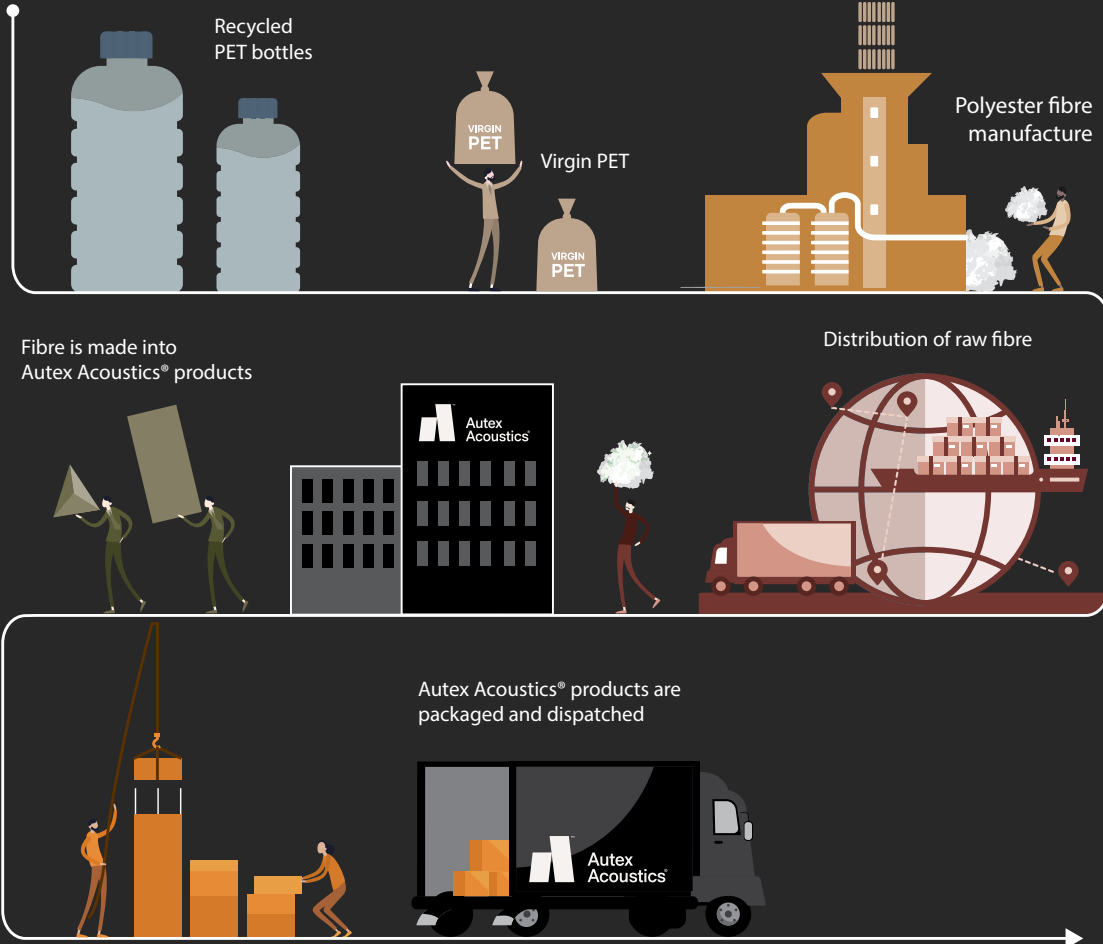 Recycled
PET bottles
VIRGIN
PET
Virgin PET
VIRGIN
PET
Polyester fibre
manufacture
Fibre is made into
Autex Acoustics® products
Autex
Acoustics®
Distribution of raw fibre
Autex Acoustics® products are
packaged and dispatched
Autex
Acoustics®